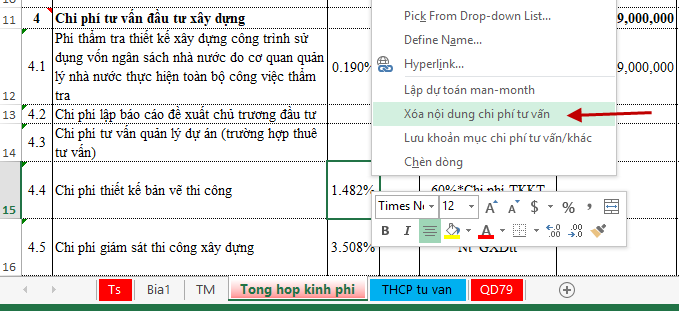 Pick From Drop-down List...
11 4 Chi phí tư vấn đầu tư xây dựng 9,000,000
Define Name...
Hyperlink...
Phí thẩm tra thiết kế xây dựng công trình sử
dụng vốn ngân sách nhà nước do cơ quan quản
lý nhà nước thực hiện toàn bộ công việc thẩm
tra
12 4.1 0.190% 9,000,000
Lập dự toán man-month
13 4.2 Chi phí lập báo cáo đề xuất chủ trương đầu tư
Xóa nội dung chi phí tư vấn
Chi phí tư vấn quản lý dự án (trường hợp thuê
tư vấn)
14 4.3
Lưu khoản mục chi phí tư vấn/khác
Chèn dòng
15 4.4 Chi phí thiết kế bản vẽ thi công 1.482% 60%*Chi phí TKKT
Times Ne 12 A A $ % ,
B I A .00 .0
16 4.5 Chi phí giám sát thi công xây dựng 3.508% Nt GXDtt
Ts Bia1 TM Tong hop kinh phi THCP tu van QD79